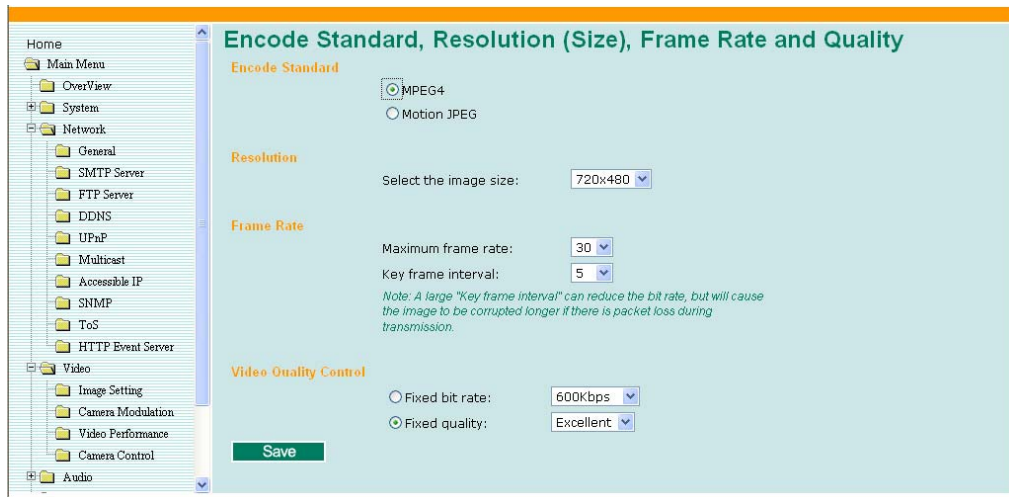 Home
Main Menu
OverView
System
Network
General
SMTP Server
FTP Server
DDNS
UPnP
Multicast
Accessible IP
SNMP
ToS
HTTP Event Server
Video
Image Setting
Camera Modulation
Video Performance
Camera Control
Audio
Encode Standard, Resolution (Size), Frame Rate and Quality
Encode Standard
MPEG4
Motion JPEG
Resolution
Select the image size: 720x480
Frame Rate
Maximum frame rate: 30
Key frame interval: 5
Note: A large "Key frame interval" can reduce the bit rate, but will cause
the image to be corrupted longer if there is packet loss during
transmission.
Video Quality Control
Fixed bit rate: 600Kbps
Fixed quality: Excellent
Save